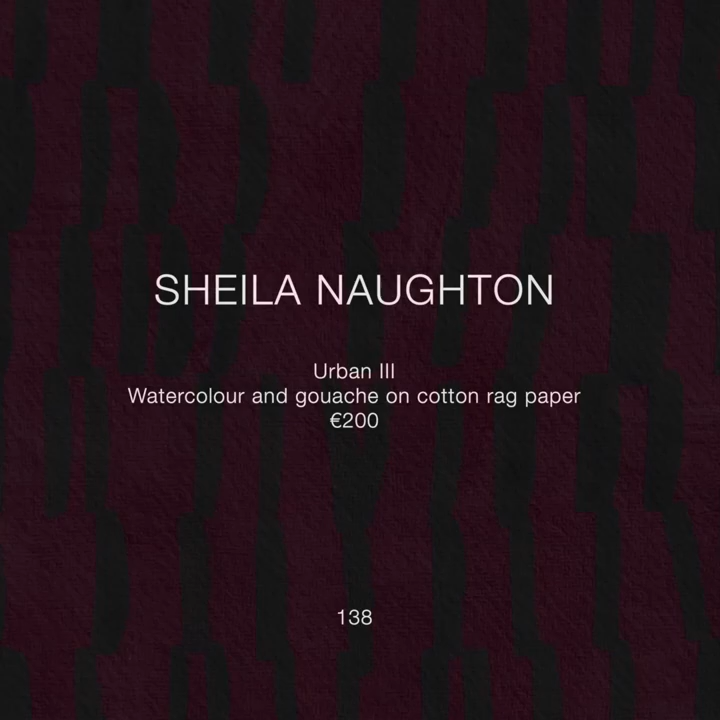 SHEILA NAUGHTON
Urban III
Watercolour and gouache on cotton rag paper
€200
138